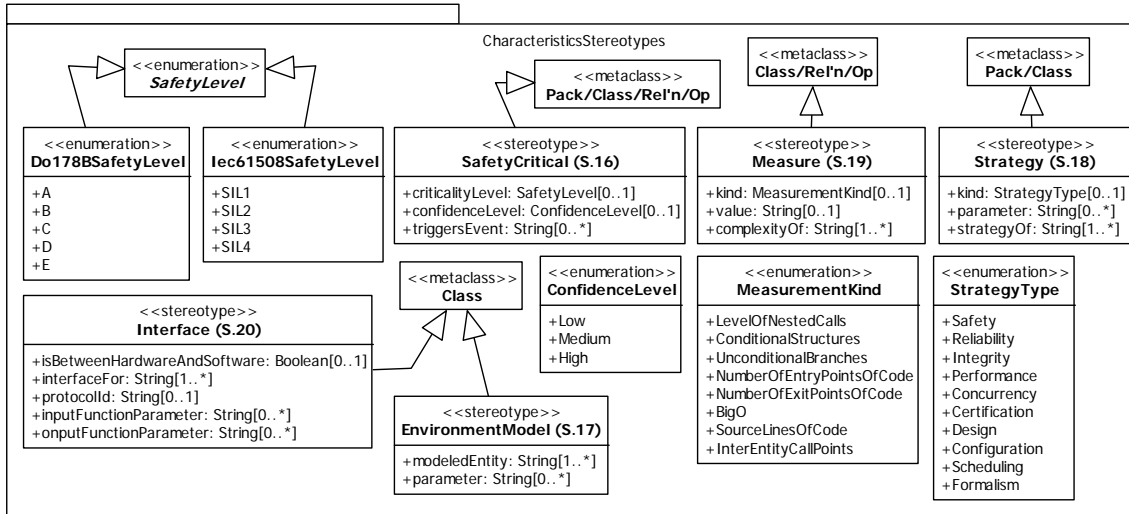 CharacteristicsStereotypes
<<enumeration>>
SafetyLevel
<<metaclass>>
Pack/Class/Rel'n/Op
<<metaclass>>
Class/Rel'n/Op
<<metaclass>>
Pack/Class
<<enumeration>>
Do178BSafetyLevel
+A
+B
+C
+D
+E
<<enumeration>>
Iec61508SafetyLevel
+SIL1
+SIL2
+SIL3
+SIL4
<<stereotype>>
SafetyCritical (S.16)
+criticalityLevel: SafetyLevel[0..1]
+confidenceLevel: ConfidenceLevel[0..1]
+triggersEvent: String[0..*]
<<stereotype>>
Measure (S.19)
+kind: MeasurementKind[0..1]
+value: String[0..1]
+complexityOf: String[1..*]
<<stereotype>>
Strategy (S.18)
+kind: StrategyType[0..1]
+parameter: String[0..*]
+strategyOf: String[1..*]
<<stereotype>>
Interface (S.20)
+isBetweenHardwareAndSoftware: Boolean[0..1]
+interfaceFor: String[1..*]
+protocolId: String[0..1]
+inputFunctionParameter: String[0..*]
+onputFunctionParameter: String[0..*]
<<metaclass>>
Class
<<stereotype>>
EnvironmentModel (S.17)
+modeledEntity: String[1..*]
+parameter: String[0..*]
<<enumeration>>
ConfidenceLevel
+Low
+Medium
+High
<<enumeration>>
MeasurementKind
+LevelOfNestedCalls
+ConditionalStructures
+UnconditionalBranches
+NumberOfEntryPointsOfCode
+NumberOfExitPointsOfCode
+BigO
+SourceLinesOfCode
+InterEntityCallPoints
<<enumeration>>
StrategyType
+Safety
+Reliability
+Integrity
+Performance
+Concurrency
+Certification
+Design
+Configuration
+Scheduling
+Formalism